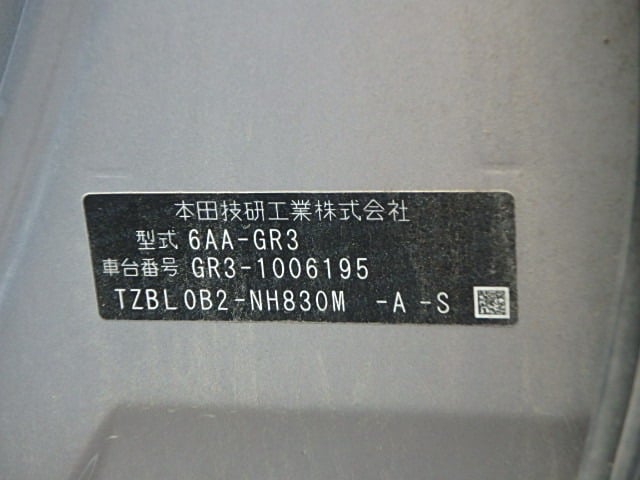 本田技研工業株式会社
型式 6AA-GR3
車台番号 GR3-1006195
TZBL0B2-NH830M -A -S